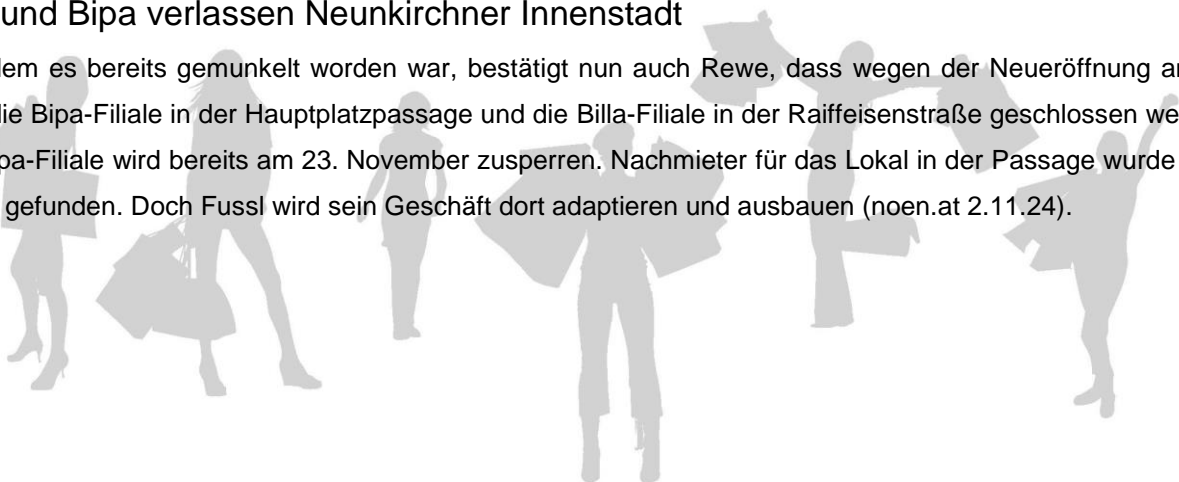 und Bipa verlassen Neunkirchner Innenstadt
dem es bereits gemunkelt worden war, bestätigt nun auch Rewe, dass wegen der Neueröffnung
die Bipa-Filiale in der Hauptplatzpassage und die Billa-Filiale in der Raiffeisenstraße geschlossen we
pa-Filiale wird bereits am 23. November zusperren. Nachmieter für das Lokal in der Passage wurde
gefunden. Doch Fussl wird sein Geschäft dort adaptieren und ausbauen (noen.at 2.11.24).